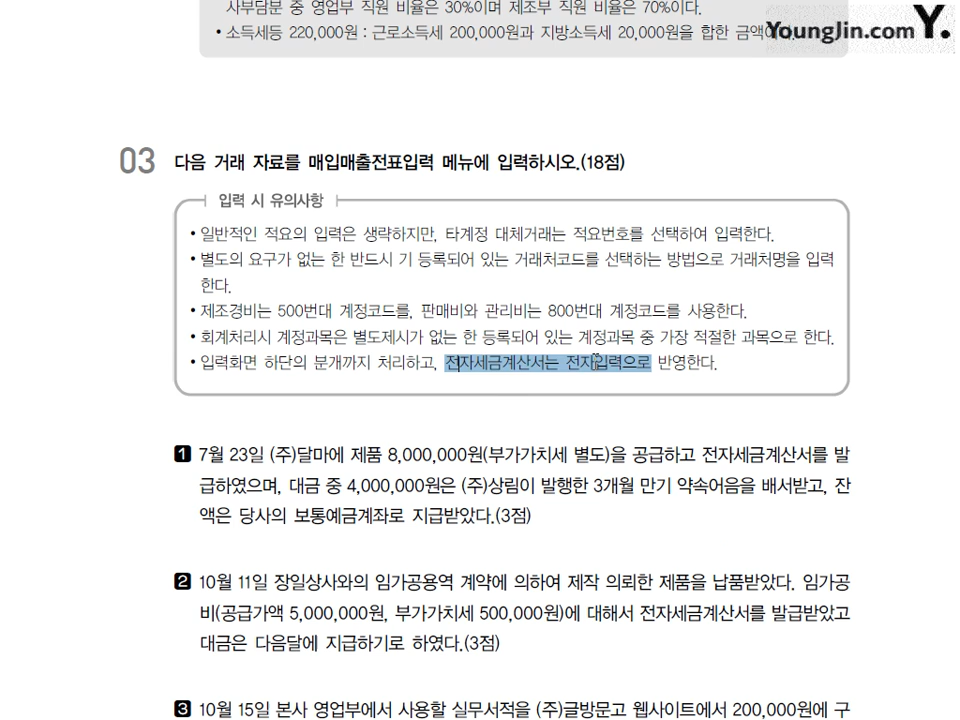 사부담분 중 영업부 직원 비율은 30%이며 제조부 직원 비율은 70%이다.
• 소득세등 220,000원 : 근로소득세 200,000원과 지방소득세 20,000원을 합한 금액이다.
YoungJin.com Y.
03 다음 거래 자료를 매입매출전표입력 메뉴에 입력하시오.(18점)
입력 시 유의사항
• 일반적인 적요의 입력은 생략하지만, 타계정 대체거래는 적요번호를 선택하여 입력한다.
• 별도의 요구가 없는 한 반드시 기 등록되어 있는 거래처코드를 선택하는 방법으로 거래처명을 입력
한다.
• 제조경비는 500번대 계정코드를, 판매비와 관리비는 800번대 계정코드를 사용한다.
• 회계처리시 계정과목은 별도제시가 없는 한 등록되어 있는 계정과목 중 가장 적절한 과목으로 한다.
• 입력화면 하단의 분개까지 처리하고, 전자세금계산서는 전자입력으로 반영한다.
1 7월 23일 (주)달마에 제품 8,000,000원(부가가치세 별도)을 공급하고 전자세금계산서를 발
급하였으며, 대금 중 4,000,000원은 (주)상림이 발행한 3개월 만기 약속어음을 배서받고, 잔
액은 당사의 보통예금계좌로 지급받았다.(3점)
2 10월 11일 장일상사와의 임가공용역 계약에 의하여 제작 의뢰한 제품을 납품받았다. 임가공
비(공급가액 5,000,000원, 부가가치세 500,000원)에 대해서 전자세금계산서를 발급받았고
대금은 다음달에 지급하기로 하였다.(3점)
3 10월 15일 본사 영업부에서 사용할 실무서적을 (주)글방문고 웹사이트에서 200,000원에 구